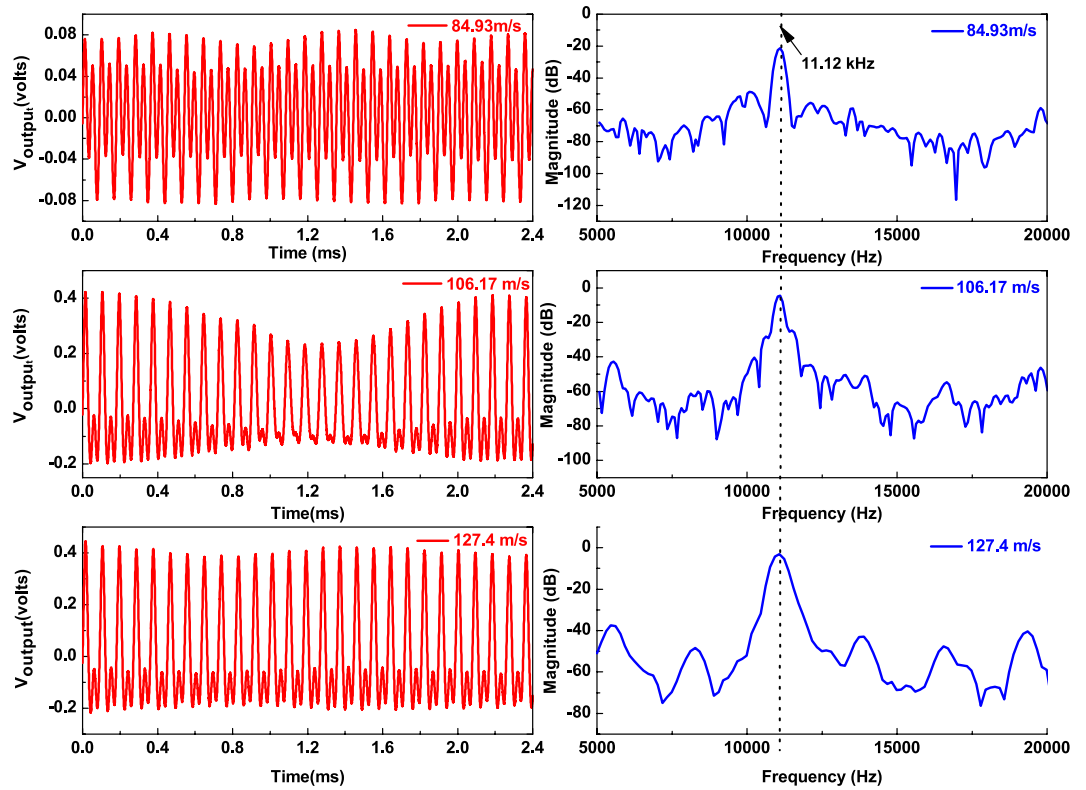 84.93m/s
V outputₜ(volts)
0.08
0.04
0.00
-0.04
-0.08
0.0 0.4 0.8 1.2 1.6 2.0 2.4
Time (ms)
84.93m/s
11.12 kHz
Magnitude (dB)
0
-20
-40
-60
-80
-100
-120
5000 10000 15000 20000
Frequency (Hz)
106.17 m/s
V outputₜ(volts)
0.4
0.2
0.0
-0.2
0.0 0.4 0.8 1.2 1.6 2.0 2.4
Time(ms)
106.17 m/s
Magnitude (dB)
0
-20
-40
-60
-80
-100
5000 10000 15000 20000
Frequency (Hz)
127.4 m/s
V output(volts)
0.4
0.2
0.0
-0.2
0.0 0.4 0.8 1.2 1.6 2.0 2.4
Time(ms)
127.4 m/s
Magnitude (dB)
0
-20
-40
-60
-80
5000 10000 15000 20000
Frequency (Hz)